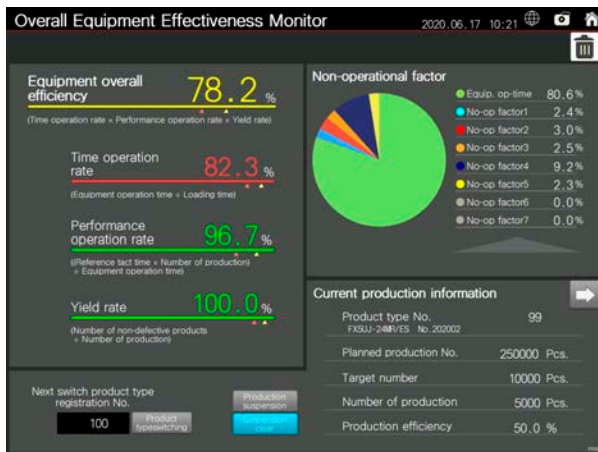 Overall Equipment Effectiveness Monitor
2020.06.17 10:21
Equipment overall
efficiency
78.2 %
(Time operation rate × Performance operation rate × Yield rate)
Time operation
rate
82.3 %
(Equipment operation time ÷ Loading time)
Performance
operation rate
96.7 %
((Reference tact time × Number of production)
÷ Equipment operation time)
Yield rate
100.0 %
(Number of non-defective products
÷ Number of production)
Next switch product type
registration No.
100
Product
typeswitching
Production
suspension
Suspension
clear
Non-operational factor
Equip. op-time 80.6%
No-op factor1 2.4%
No-op factor2 3.0%
No-op factor3 2.5%
No-op factor4 9.2%
No-op factor5 2.3%
No-op factor6 0.0%
No-op factor7 0.0%
Current production information
Product type No. 99
FX5UJ-24MR/ES No.202002
Planned production No. 250000 Pcs.
Target number 10000 Pcs.
Number of production 5000 Pcs.
Production efficiency 50.0 %